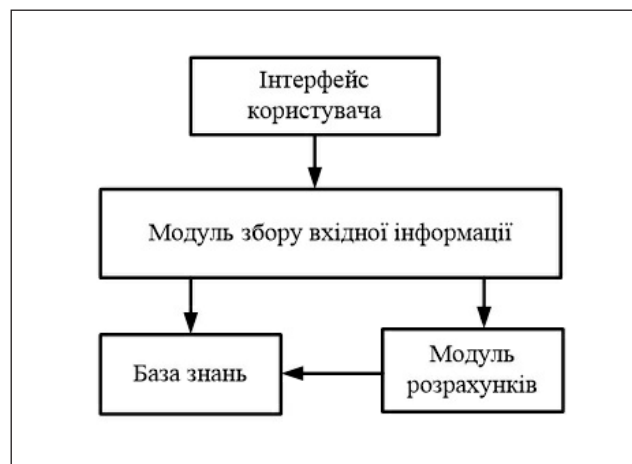 Інтерфейс
користувача
Модуль збору вхідної інформації
База знань
Модуль
розрахунків